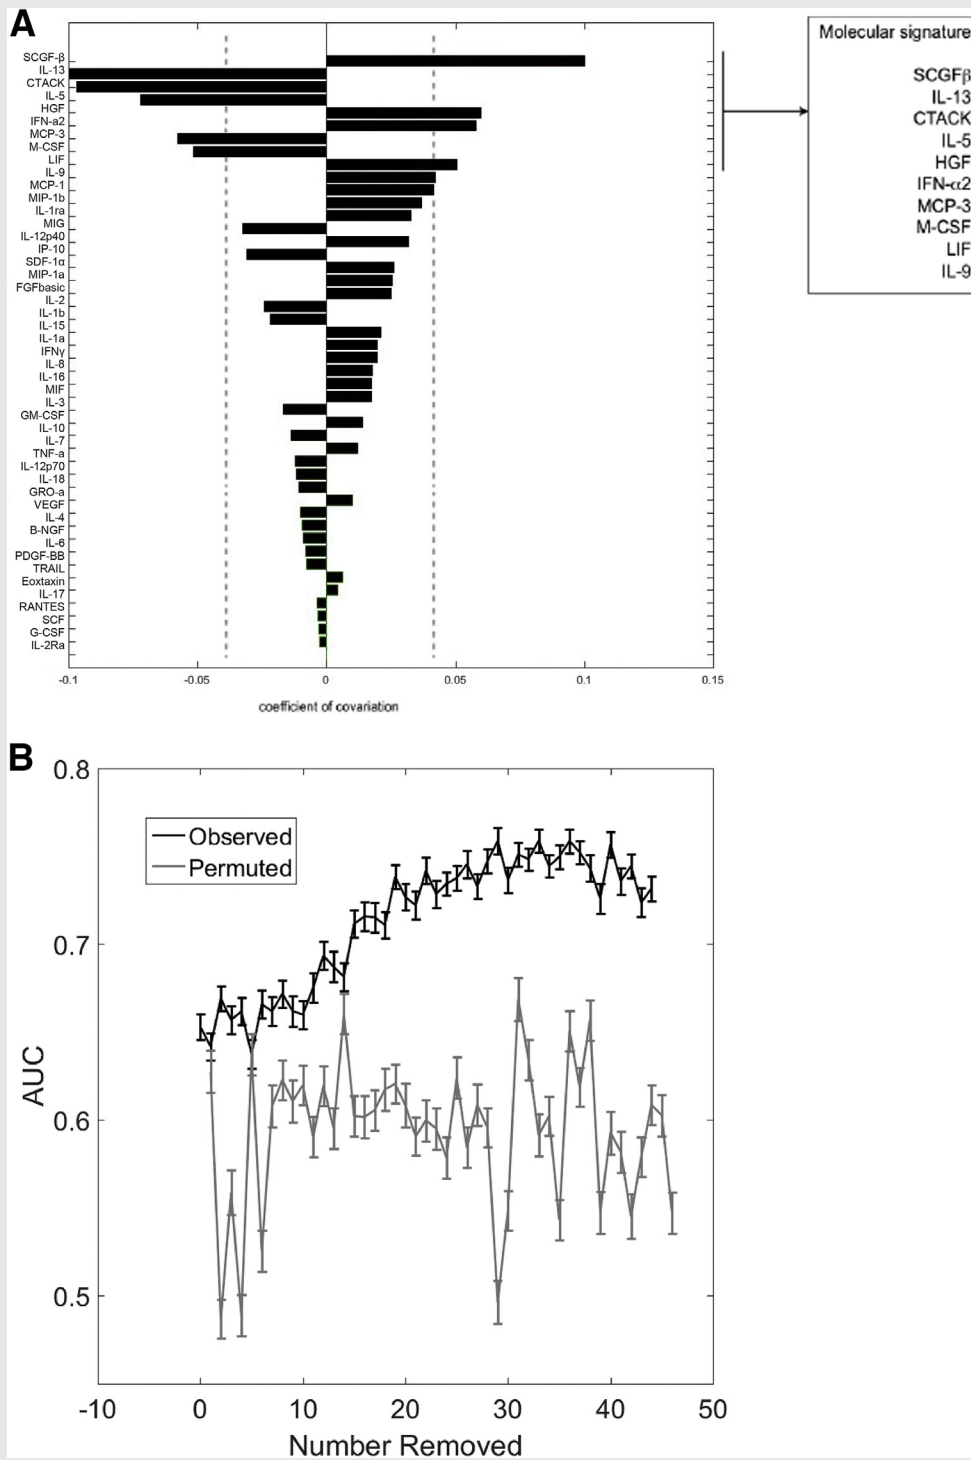 A
SCGF-β
IL-13
CTACK
IL-5
HGF
IFN-a2
MCP-3
M-CSF
LIF
IL-9
MCP-1
MIP-1b
IL-1ra
MIG
IL-12p40
IP-10
SDF-1α
MIP-1a
FGFbasic
IL-2
IL-1b
IL-15
IL-1a
IFNγ
IL-8
IL-16
MIF
IL-3
GM-CSF
IL-10
IL-7
TNF-a
IL-12p70
IL-18
GRO-a
VEGF
IL-4
B-NGF
IL-6
PDGF-BB
TRAIL
Eoxtaxin
IL-17
RANTES
SCF
G-CSF
IL-2Ra
-0.1 -0.05 0 0.05 0.1 0.15
coefficient of covariation
Molecular signature
SCGFβ
IL-13
CTACK
IL-5
HGF
IFN-α2
MCP-3
M-CSF
LIF
IL-9
B
0.8
0.7
0.6
0.5
AUC
Observed
Permuted
-10 0 10 20 30 40 50
Number Removed